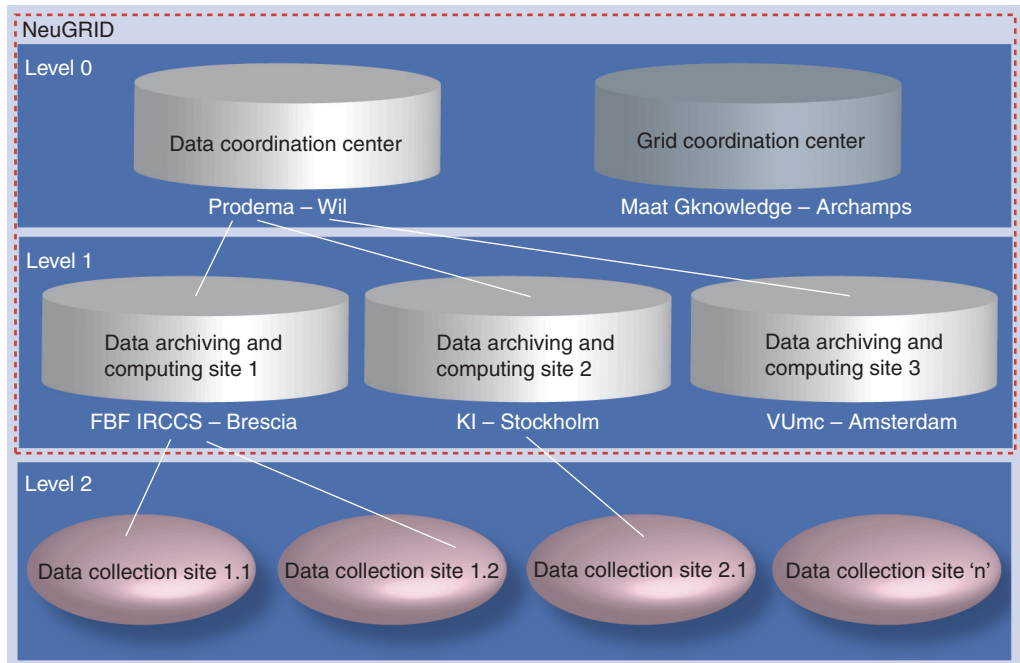 NeuGRID
Level 0
Data coordination center
Grid coordination center
Prodema – Wil
Maat Gknowledge – Archamps
Level 1
Data archiving and
computing site 1
Data archiving and
computing site 2
Data archiving and
computing site 3
FBF IRCCS – Brescia
KI – Stockholm
VUmc – Amsterdam
Level 2
Data collection site 1.1
Data collection site 1.2
Data collection site 2.1
Data collection site ‘n’